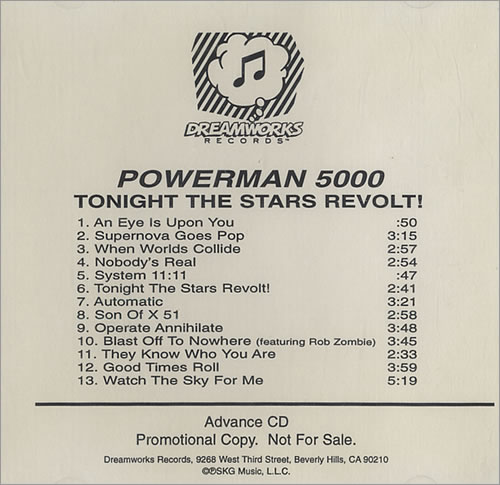 DREAMWORKS
RECORDS™
POWERMAN 5000
TONIGHT THE STARS REVOLT!
1. An Eye Is Upon You :50
2. Supernova Goes Pop 3:15
3. When Worlds Collide 2:57
4. Nobody's Real 2:54
5. System 11:11 :47
6. Tonight The Stars Revolt! 2:41
7. Automatic 3:21
8. Son Of X 51 2:58
9. Operate Annihilate 3:48
10. Blast Off To Nowhere (featuring Rob Zombie) 3:45
11. They Know Who You Are 2:33
12. Good Times Roll 3:59
13. Watch The Sky For Me 5:19
Advance CD
Promotional Copy. Not For Sale.
Dreamworks Records, 9268 West Third Street, Beverly Hills, CA 90210
©℗SKG Music, L.L.C.